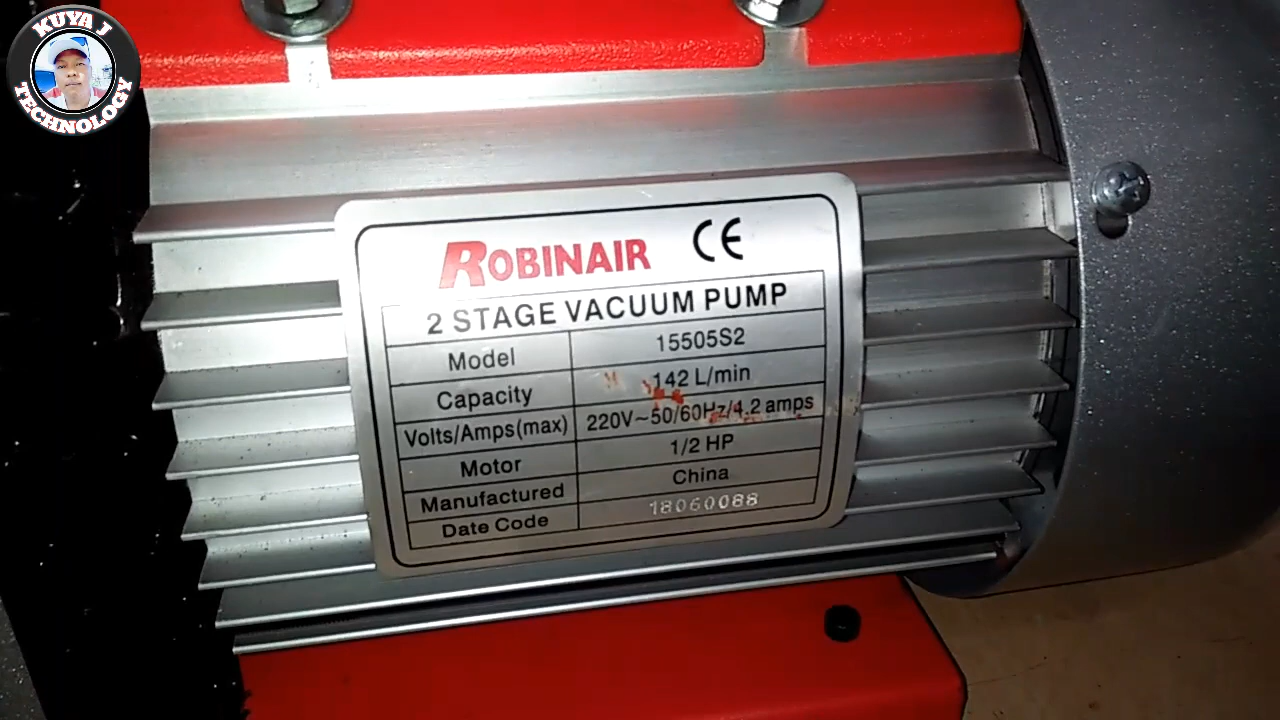 KUYA J
TECHNOLOGY
ROBINAIR CE
2 STAGE VACUUM PUMP
Model 15505S2
Capacity 142 L/min
Volts/Amps(max) 220V~50/60Hz/4.2 amps
Motor 1/2 HP
Manufactured China
Date Code 18060088